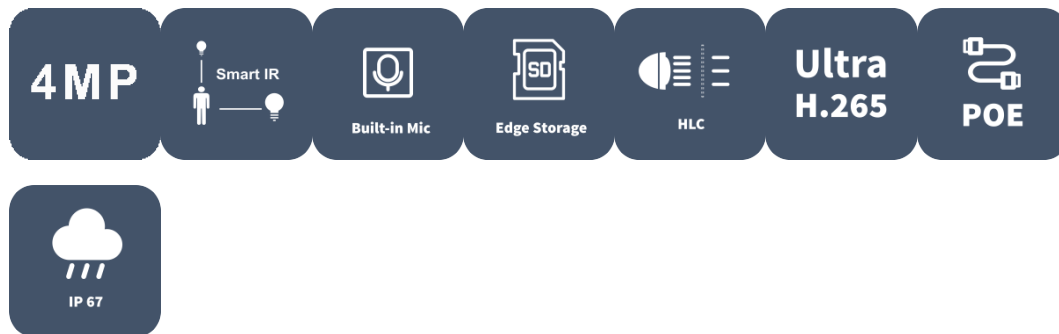 4MP
Smart IR
Built-in Mic
SD
Edge Storage
HLC
Ultra
H.265
POE
IP 67